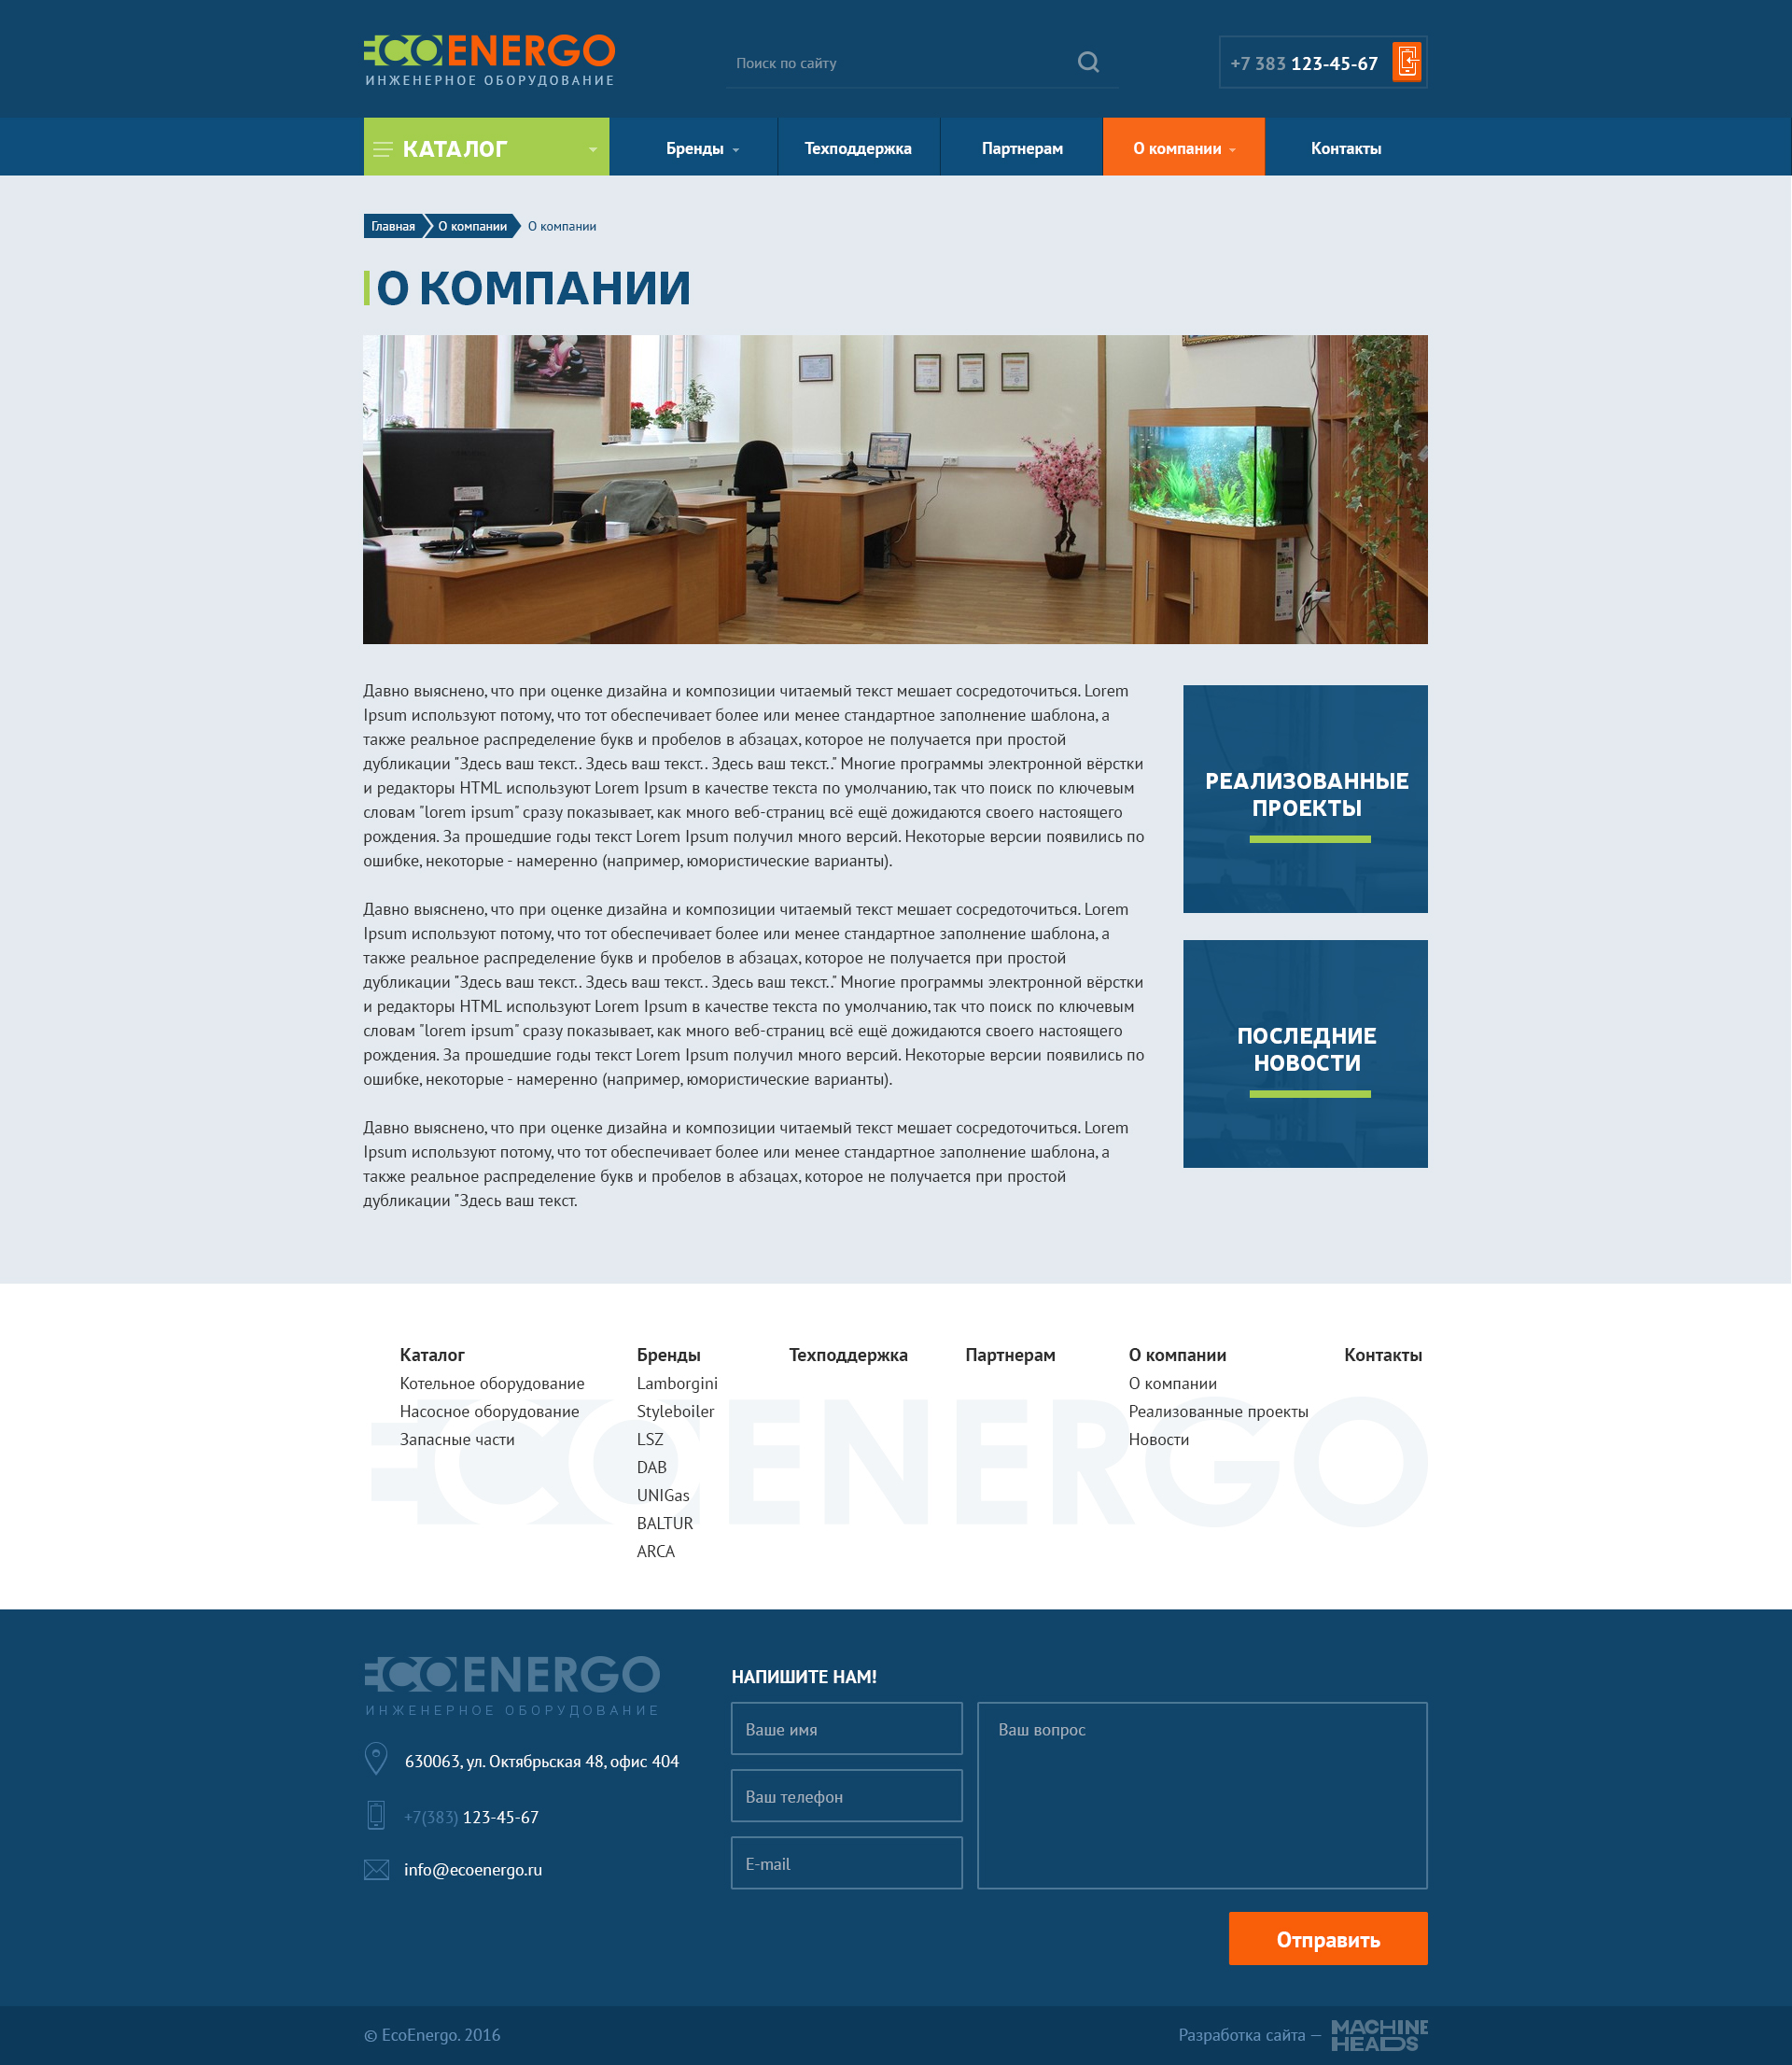 ECOENERGO
ИНЖЕНЕРНОЕ ОБОРУДОВАНИЕ
Поиск по сайту
+7 383 123-45-67
КАТАЛОГ
Бренды
Техподдержка
Партнерам
О компании
Контакты
Главная
О компании
О компании
О КОМПАНИИ
Давно выяснено, что при оценке дизайна и композиции читаемый текст мешает сосредоточиться. Lorem
Ipsum используют потому, что тот обеспечивает более или менее стандартное заполнение шаблона, а
также реальное распределение букв и пробелов в абзацах, которое не получается при простой
дубликации "Здесь ваш текст.. Здесь ваш текст.. Здесь ваш текст.." Многие программы электронной вёрстки
и редакторы HTML используют Lorem Ipsum в качестве текста по умолчанию, так что поиск по ключевым
словам "lorem ipsum" сразу показывает, как много веб-страниц всё ещё дожидаются своего настоящего
рождения. За прошедшие годы текст Lorem Ipsum получил много версий. Некоторые версии появились по
ошибке, некоторые - намеренно (например, юмористические варианты).
Давно выяснено, что при оценке дизайна и композиции читаемый текст мешает сосредоточиться. Lorem
Ipsum используют потому, что тот обеспечивает более или менее стандартное заполнение шаблона, а
также реальное распределение букв и пробелов в абзацах, которое не получается при простой
дубликации "Здесь ваш текст.. Здесь ваш текст.. Здесь ваш текст.." Многие программы электронной вёрстки
и редакторы HTML используют Lorem Ipsum в качестве текста по умолчанию, так что поиск по ключевым
словам "lorem ipsum" сразу показывает, как много веб-страниц всё ещё дожидаются своего настоящего
рождения. За прошедшие годы текст Lorem Ipsum получил много версий. Некоторые версии появились по
ошибке, некоторые - намеренно (например, юмористические варианты).
Давно выяснено, что при оценке дизайна и композиции читаемый текст мешает сосредоточиться. Lorem
Ipsum используют потому, что тот обеспечивает более или менее стандартное заполнение шаблона, а
также реальное распределение букв и пробелов в абзацах, которое не получается при простой
дубликации "Здесь ваш текст.
РЕАЛИЗОВАННЫЕ
ПРОЕКТЫ
ПОСЛЕДНИЕ
НОВОСТИ
Каталог
Котельное оборудование
Насосное оборудование
Запасные части
Бренды
Lamborgini
Styleboiler
LSZ
DAB
UNIGas
BALTUR
ARCA
Техподдержка
Партнерам
О компании
О компании
Реализованные проекты
Новости
Контакты
ECOENERGO
ECOENERGO
ИНЖЕНЕРНОЕ ОБОРУДОВАНИЕ
630063, ул. Октябрьская 48, офис 404
+7(383) 123-45-67
info@ecoenergo.ru
НАПИШИТЕ НАМ!
Ваше имя
Ваш телефон
E-mail
Ваш вопрос
Отправить
© EcoEnergo. 2016
Разработка сайта —
MACHINE
HEADS